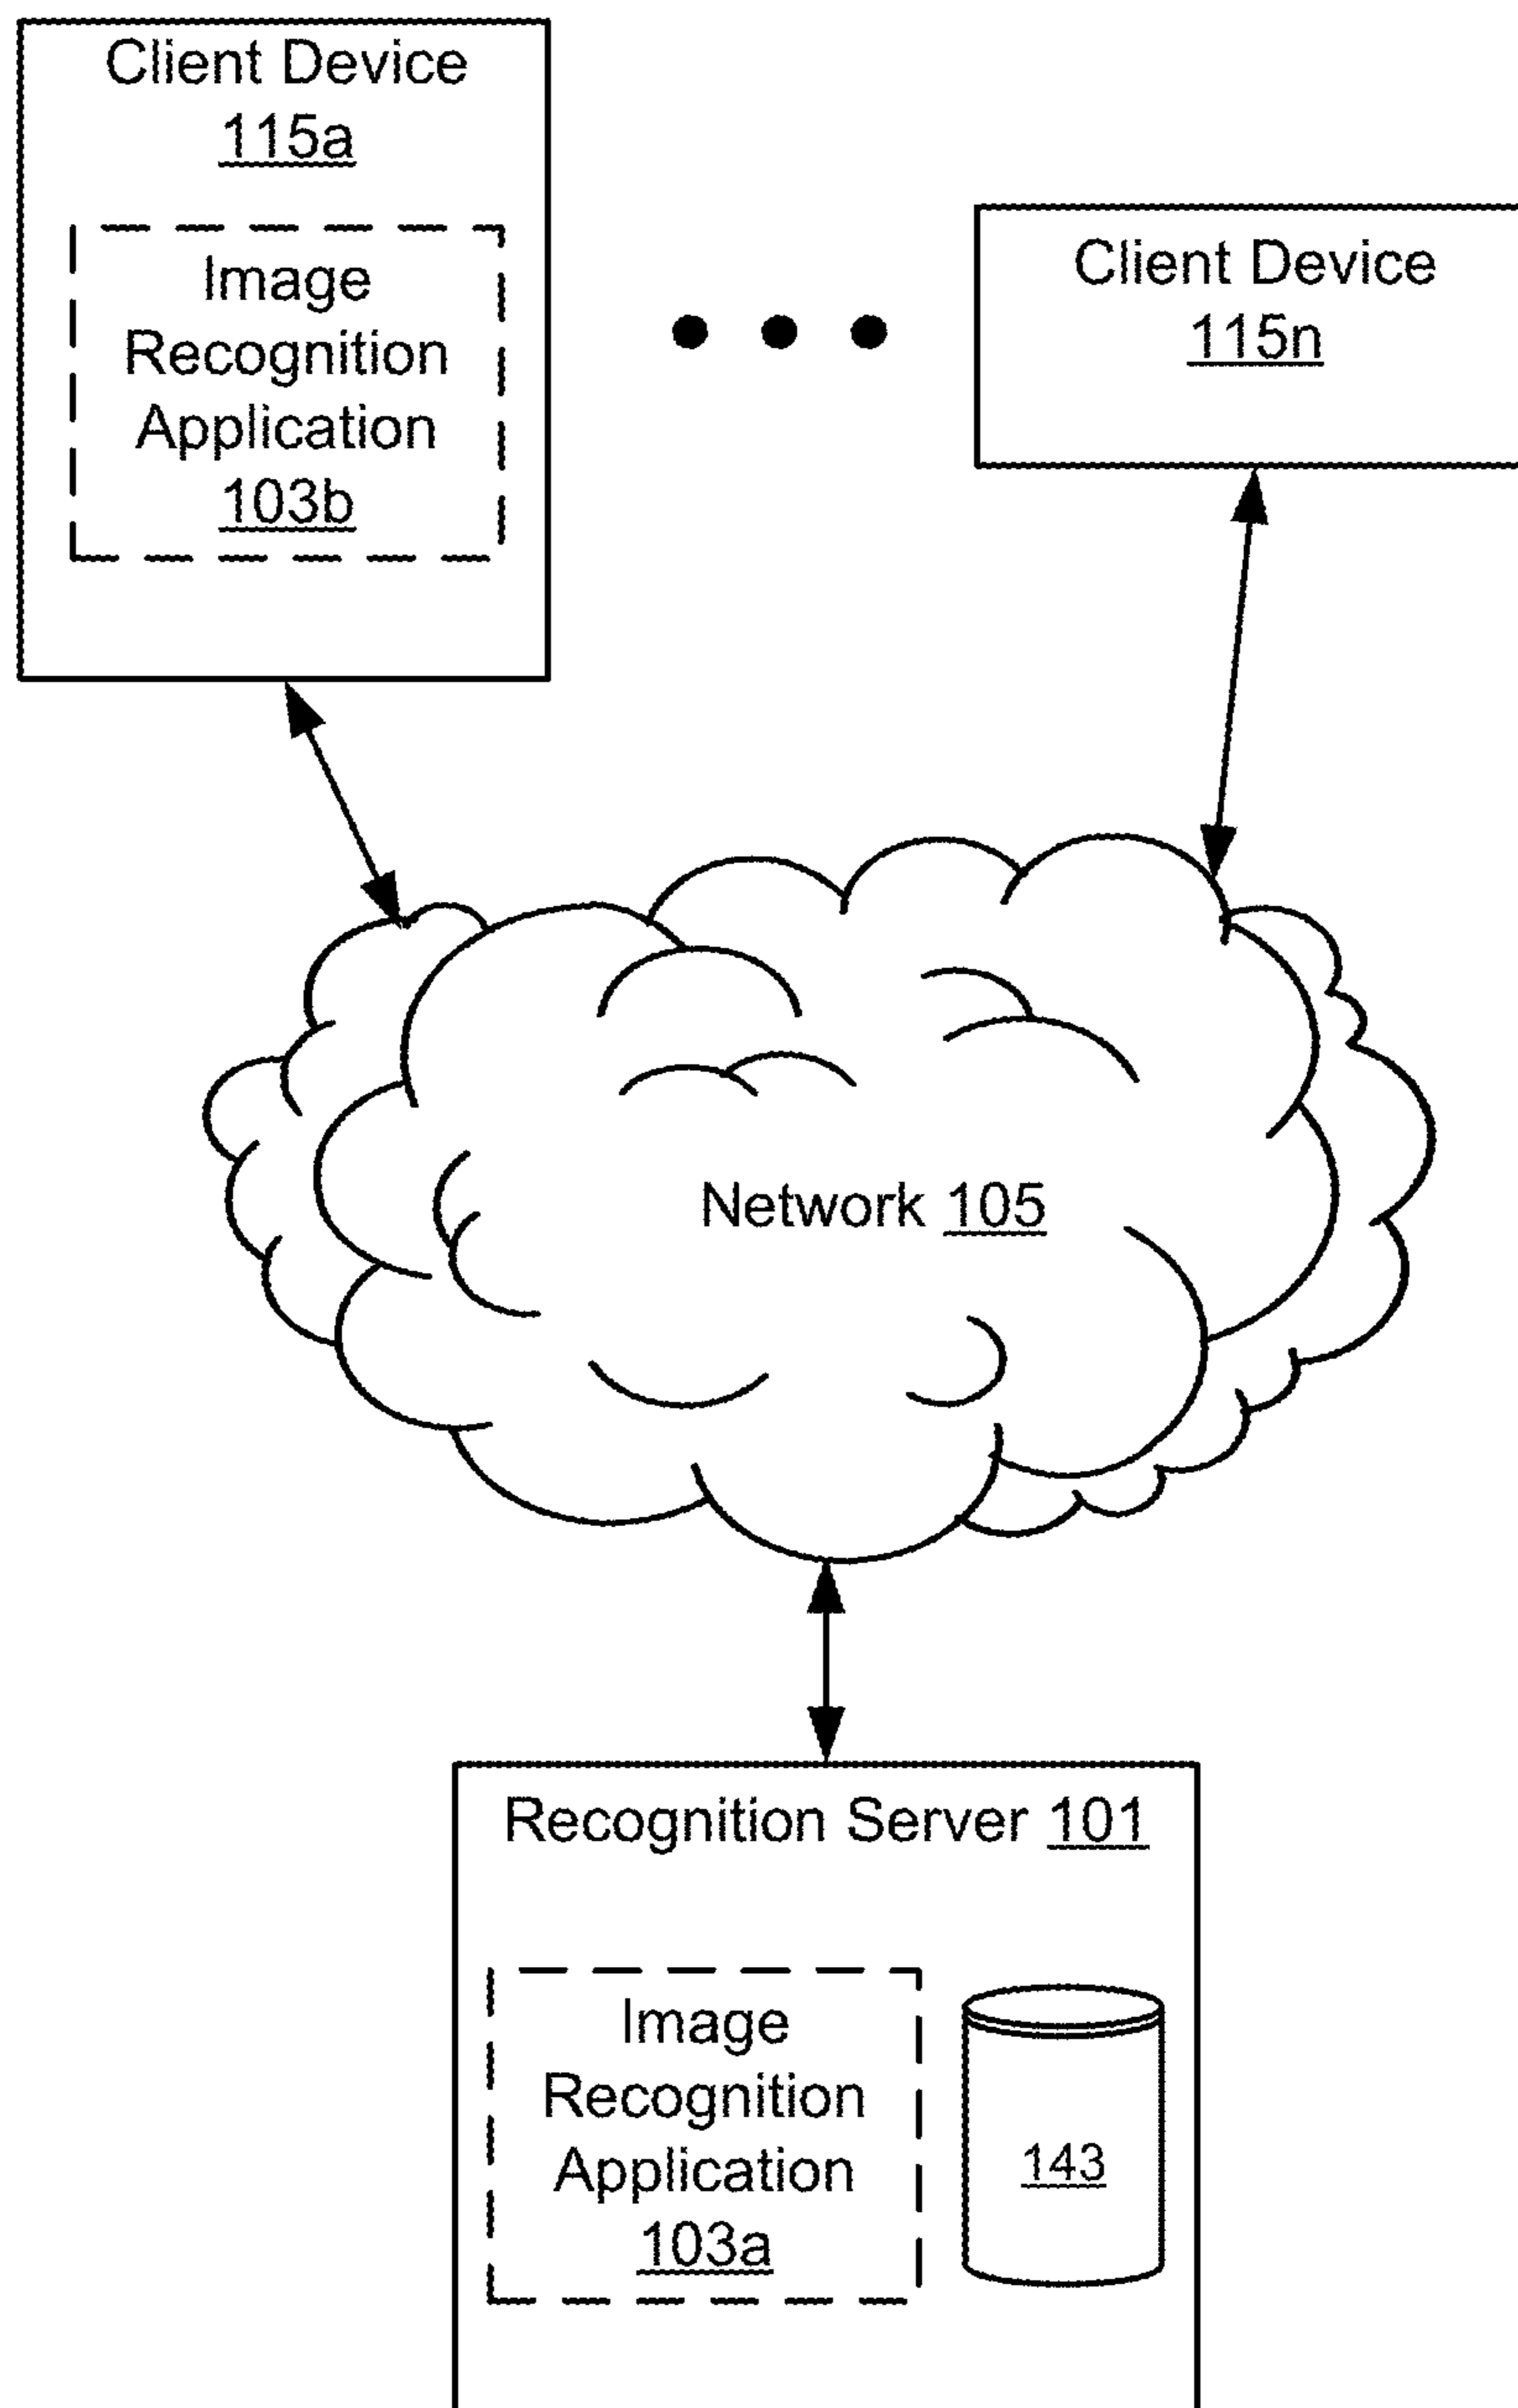 Client Device
115a
Image
Recognition
Application
103b
Client Device
115n
Network 105
Recognition Server 101
Image
Recognition
Application
103a
143